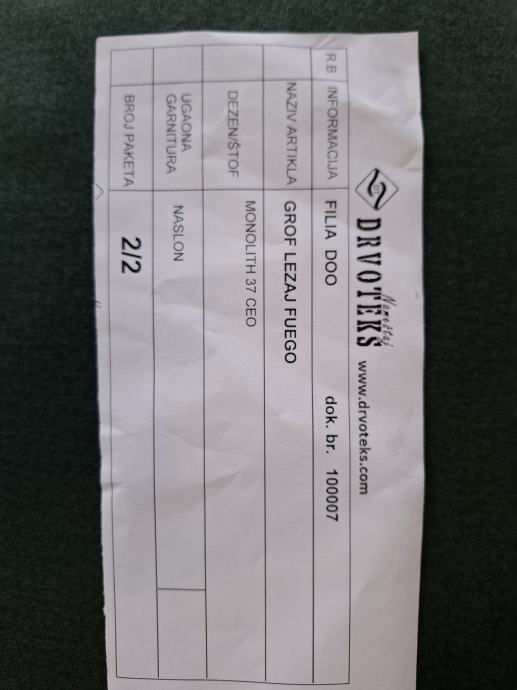 DRVOTEKS Namještaj www.drvoteks.com
R.B. INFORMACIJA FILIA DOO dok. br. 100007
NAZIV ARTIKLA GROF LEZAJ FUEGO
DEZEN/ŠTOF MONOLITH 37 CEO
UGAONA
GARNITURA NASLON
BROJ PAKETA 2/2